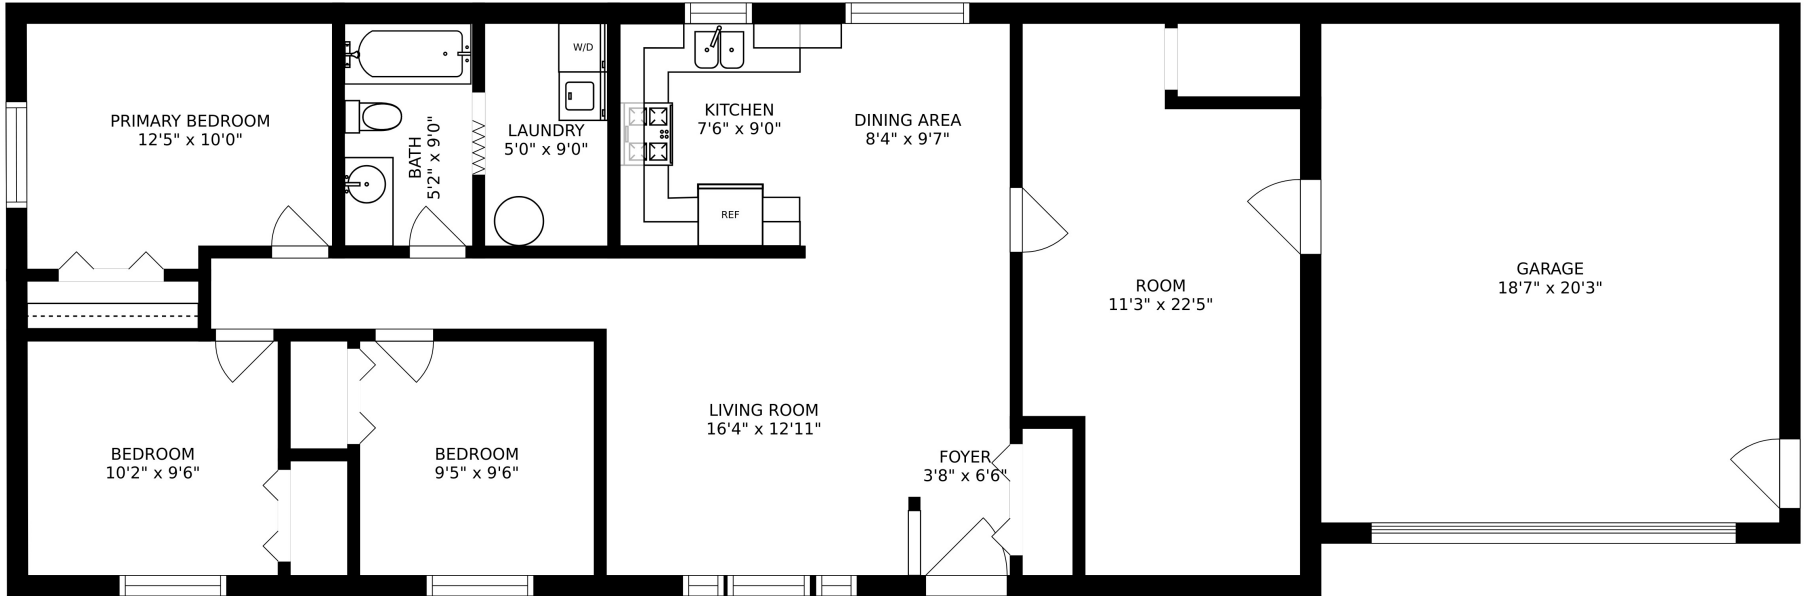 W/D
PRIMARY BEDROOM
12'5" x 10'0"
BATH
5'2" x 9'0"
LAUNDRY
5'0" x 9'0"
KITCHEN
7'6" x 9'0"
DINING AREA
8'4" x 9'7"
REF
ROOM
11'3" x 22'5"
GARAGE
18'7" x 20'3"
BEDROOM
10'2" x 9'6"
BEDROOM
9'5" x 9'6"
LIVING ROOM
16'4" x 12'11"
FOYER
3'8" x 6'6"